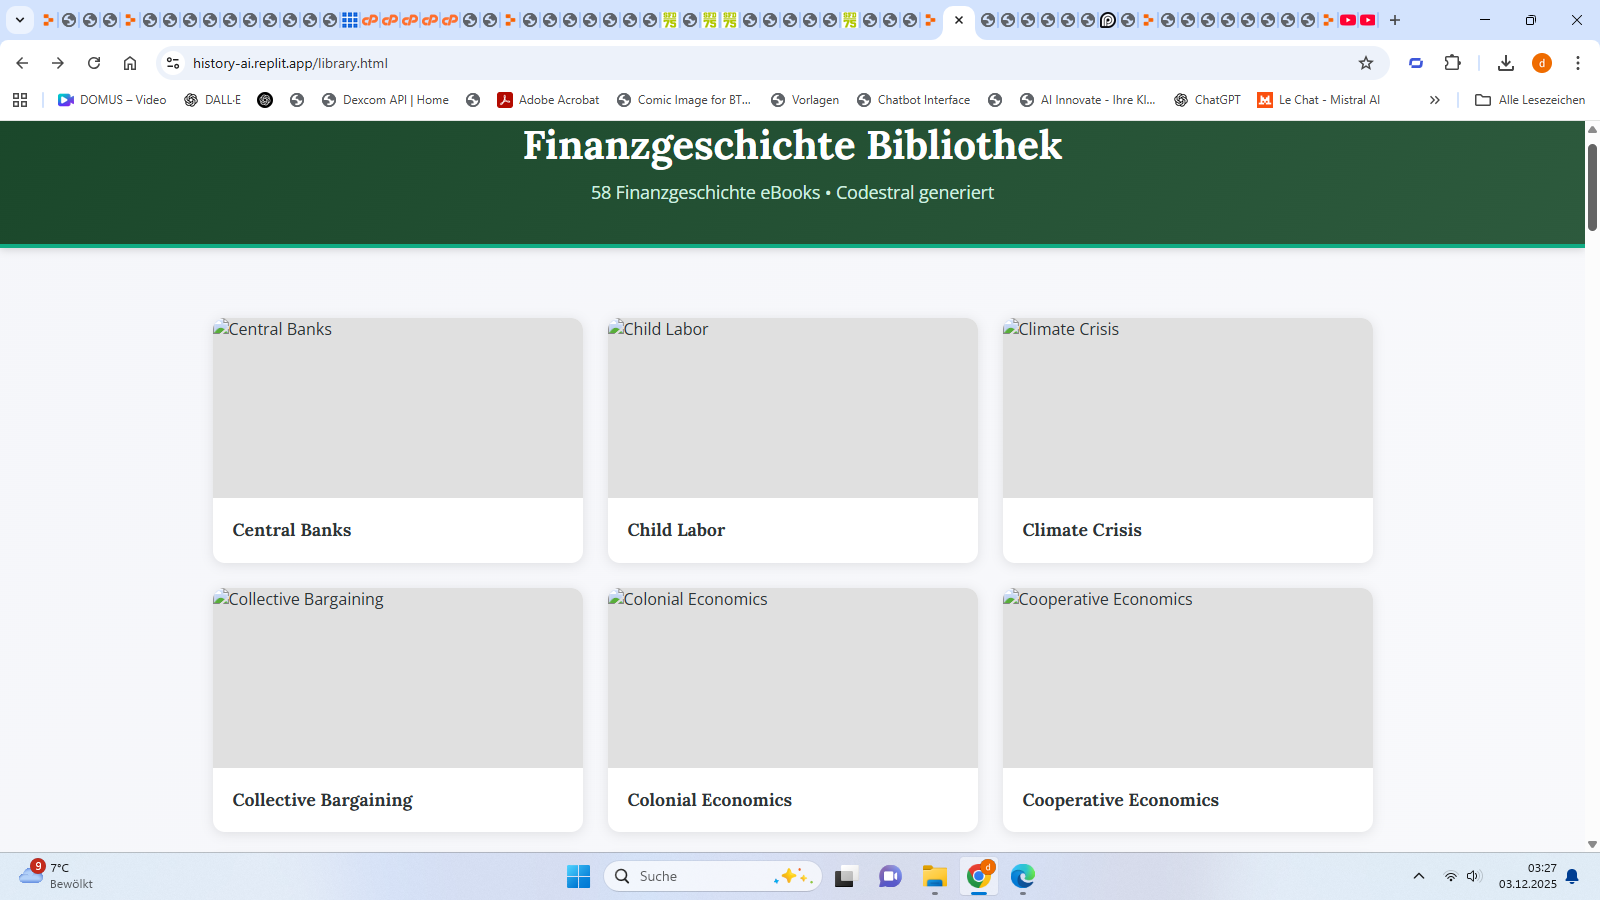 history-ai.replit.app/library.html
d
DOMUS – Video
DALL·E
Dexcom API | Home
Adobe Acrobat
Comic Image for BT...
Vorlagen
Chatbot Interface
AI Innovate - Ihre KI...
ChatGPT
Le Chat - Mistral AI
Alle Lesezeichen
Finanzgeschichte Bibliothek
58 Finanzgeschichte eBooks • Codestral generiert
Central Banks
Child Labor
Climate Crisis
Central Banks
Child Labor
Climate Crisis
Collective Bargaining
Colonial Economics
Cooperative Economics
Collective Bargaining
Colonial Economics
Cooperative Economics
9
7°C
Bewölkt
Suche
d
03:27
03.12.2025